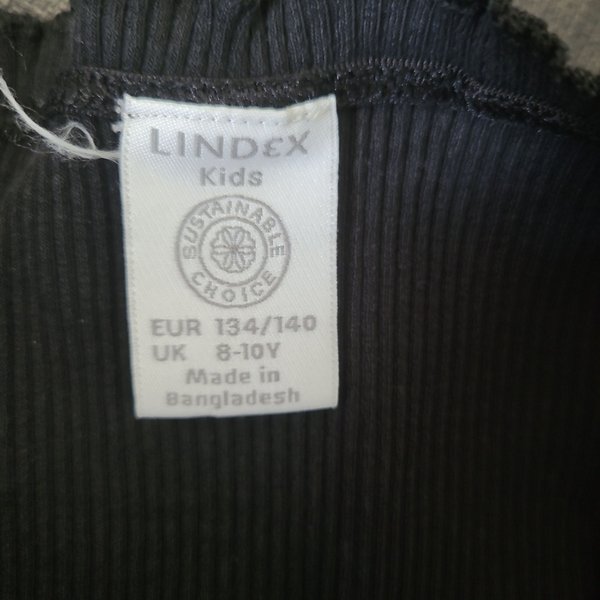 LINDEX
Kids
SUSTAINABLE
CHOICE
EUR 134/140
UK 8-10Y
Made in
Bangladesh